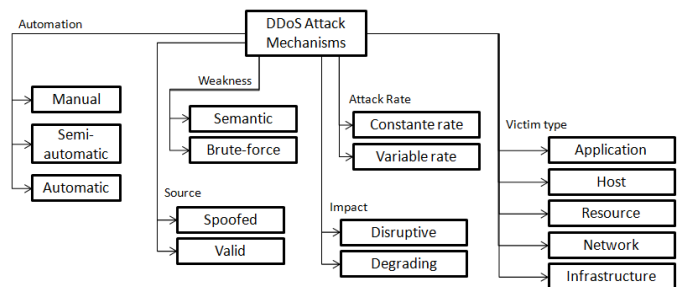 Automation
DDoS Attack
Mechanisms
Weakness
Manual
Semi-
automatic
Automatic
Semantic
Brute-force
Source
Spoofed
Valid
Attack Rate
Constante rate
Variable rate
Impact
Disruptive
Degrading
Victim type
Application
Host
Resource
Network
Infrastructure